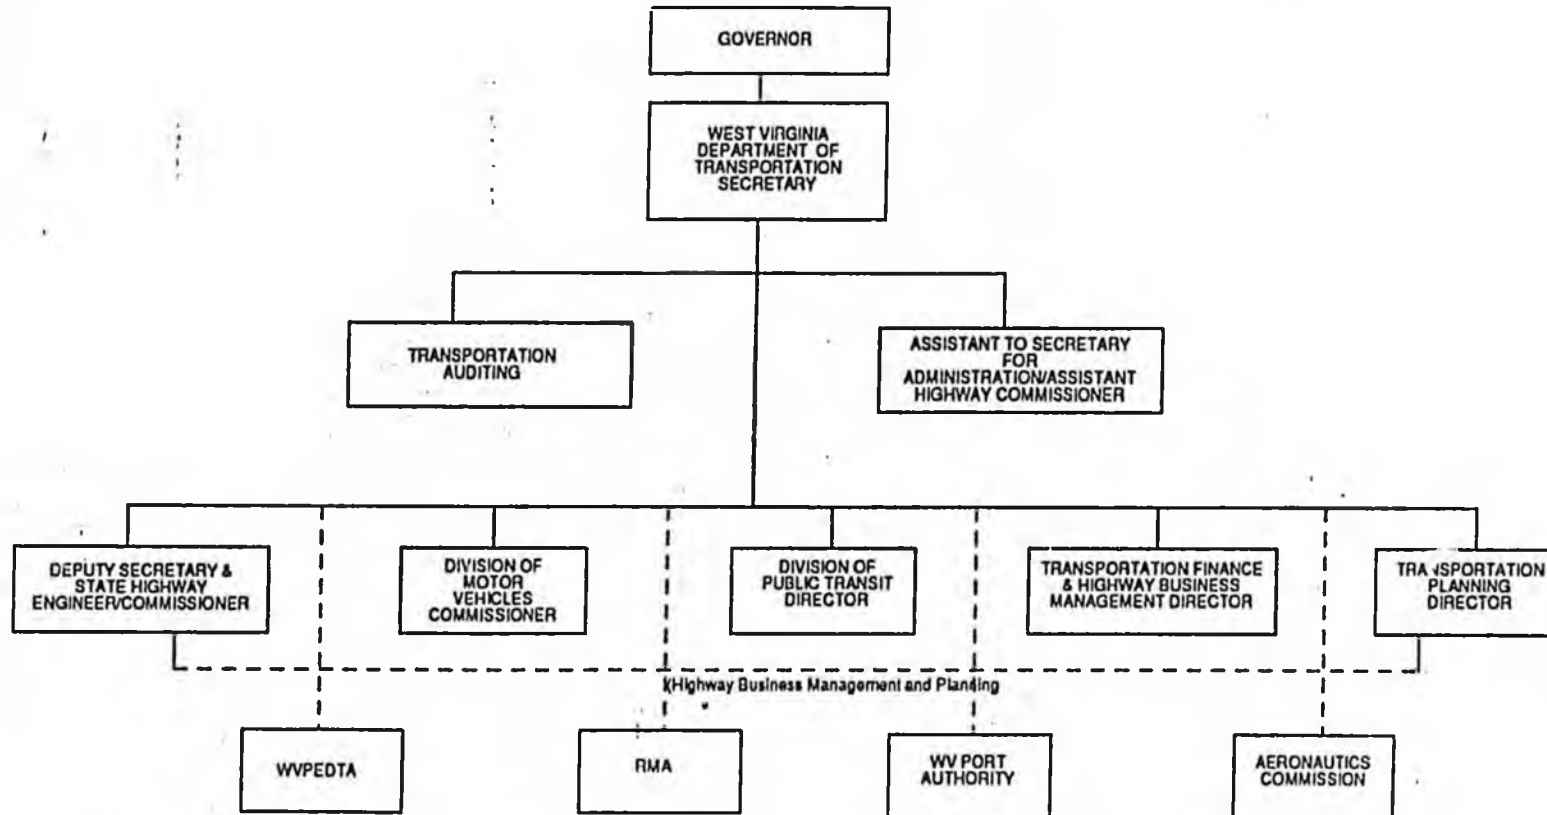 GOVERNOR
WEST VIRGINIA
DEPARTMENT OF
TRANSPORTATION
SECRETARY
TRANSPORTATION
AUDITING
ASSISTANT TO SECRETARY
FOR
ADMINISTRATION/ASSISTANT
HIGHWAY COMMISSIONER
DEPUTY SECRETARY &
STATE HIGHWAY
ENGINEER/COMMISSIONER
DIVISION OF
MOTOR
VEHICLES
COMMISSIONER
DIVISION OF
PUBLIC TRANSIT
DIRECTOR
TRANSPORTATION FINANCE
& HIGHWAY BUSINESS
MANAGEMENT DIRECTOR
TRANSPORTATION
PLANNING
DIRECTOR
(Highway Business Management and Planning
WVPEDTA
RMA
WV PORT
AUTHORITY
AERONAUTICS
COMMISSION